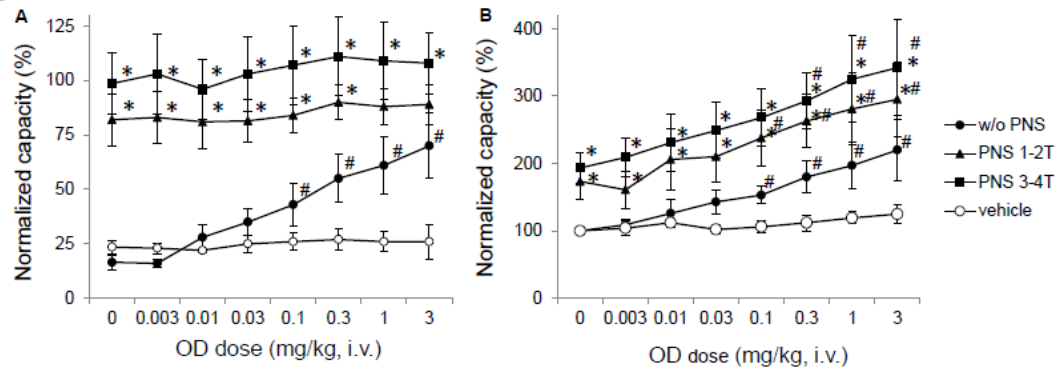 A
B
Normalized capacity (%)
125
100
75
50
25
0
* * * * * * * *
* * * * * *
# # # #
0 0.003 0.01 0.03 0.1 0.3 1 3
OD dose (mg/kg, i.v.)
Normalized capacity (%)
400
300
200
100
0
# # #
* * * * * * * *
* * * * *# *# *# *#
# # # #
0 0.003 0.01 0.03 0.1 0.3 1 3
OD dose (mg/kg, i.v.)
w/o PNS
PNS 1-2T
PNS 3-4T
vehicle